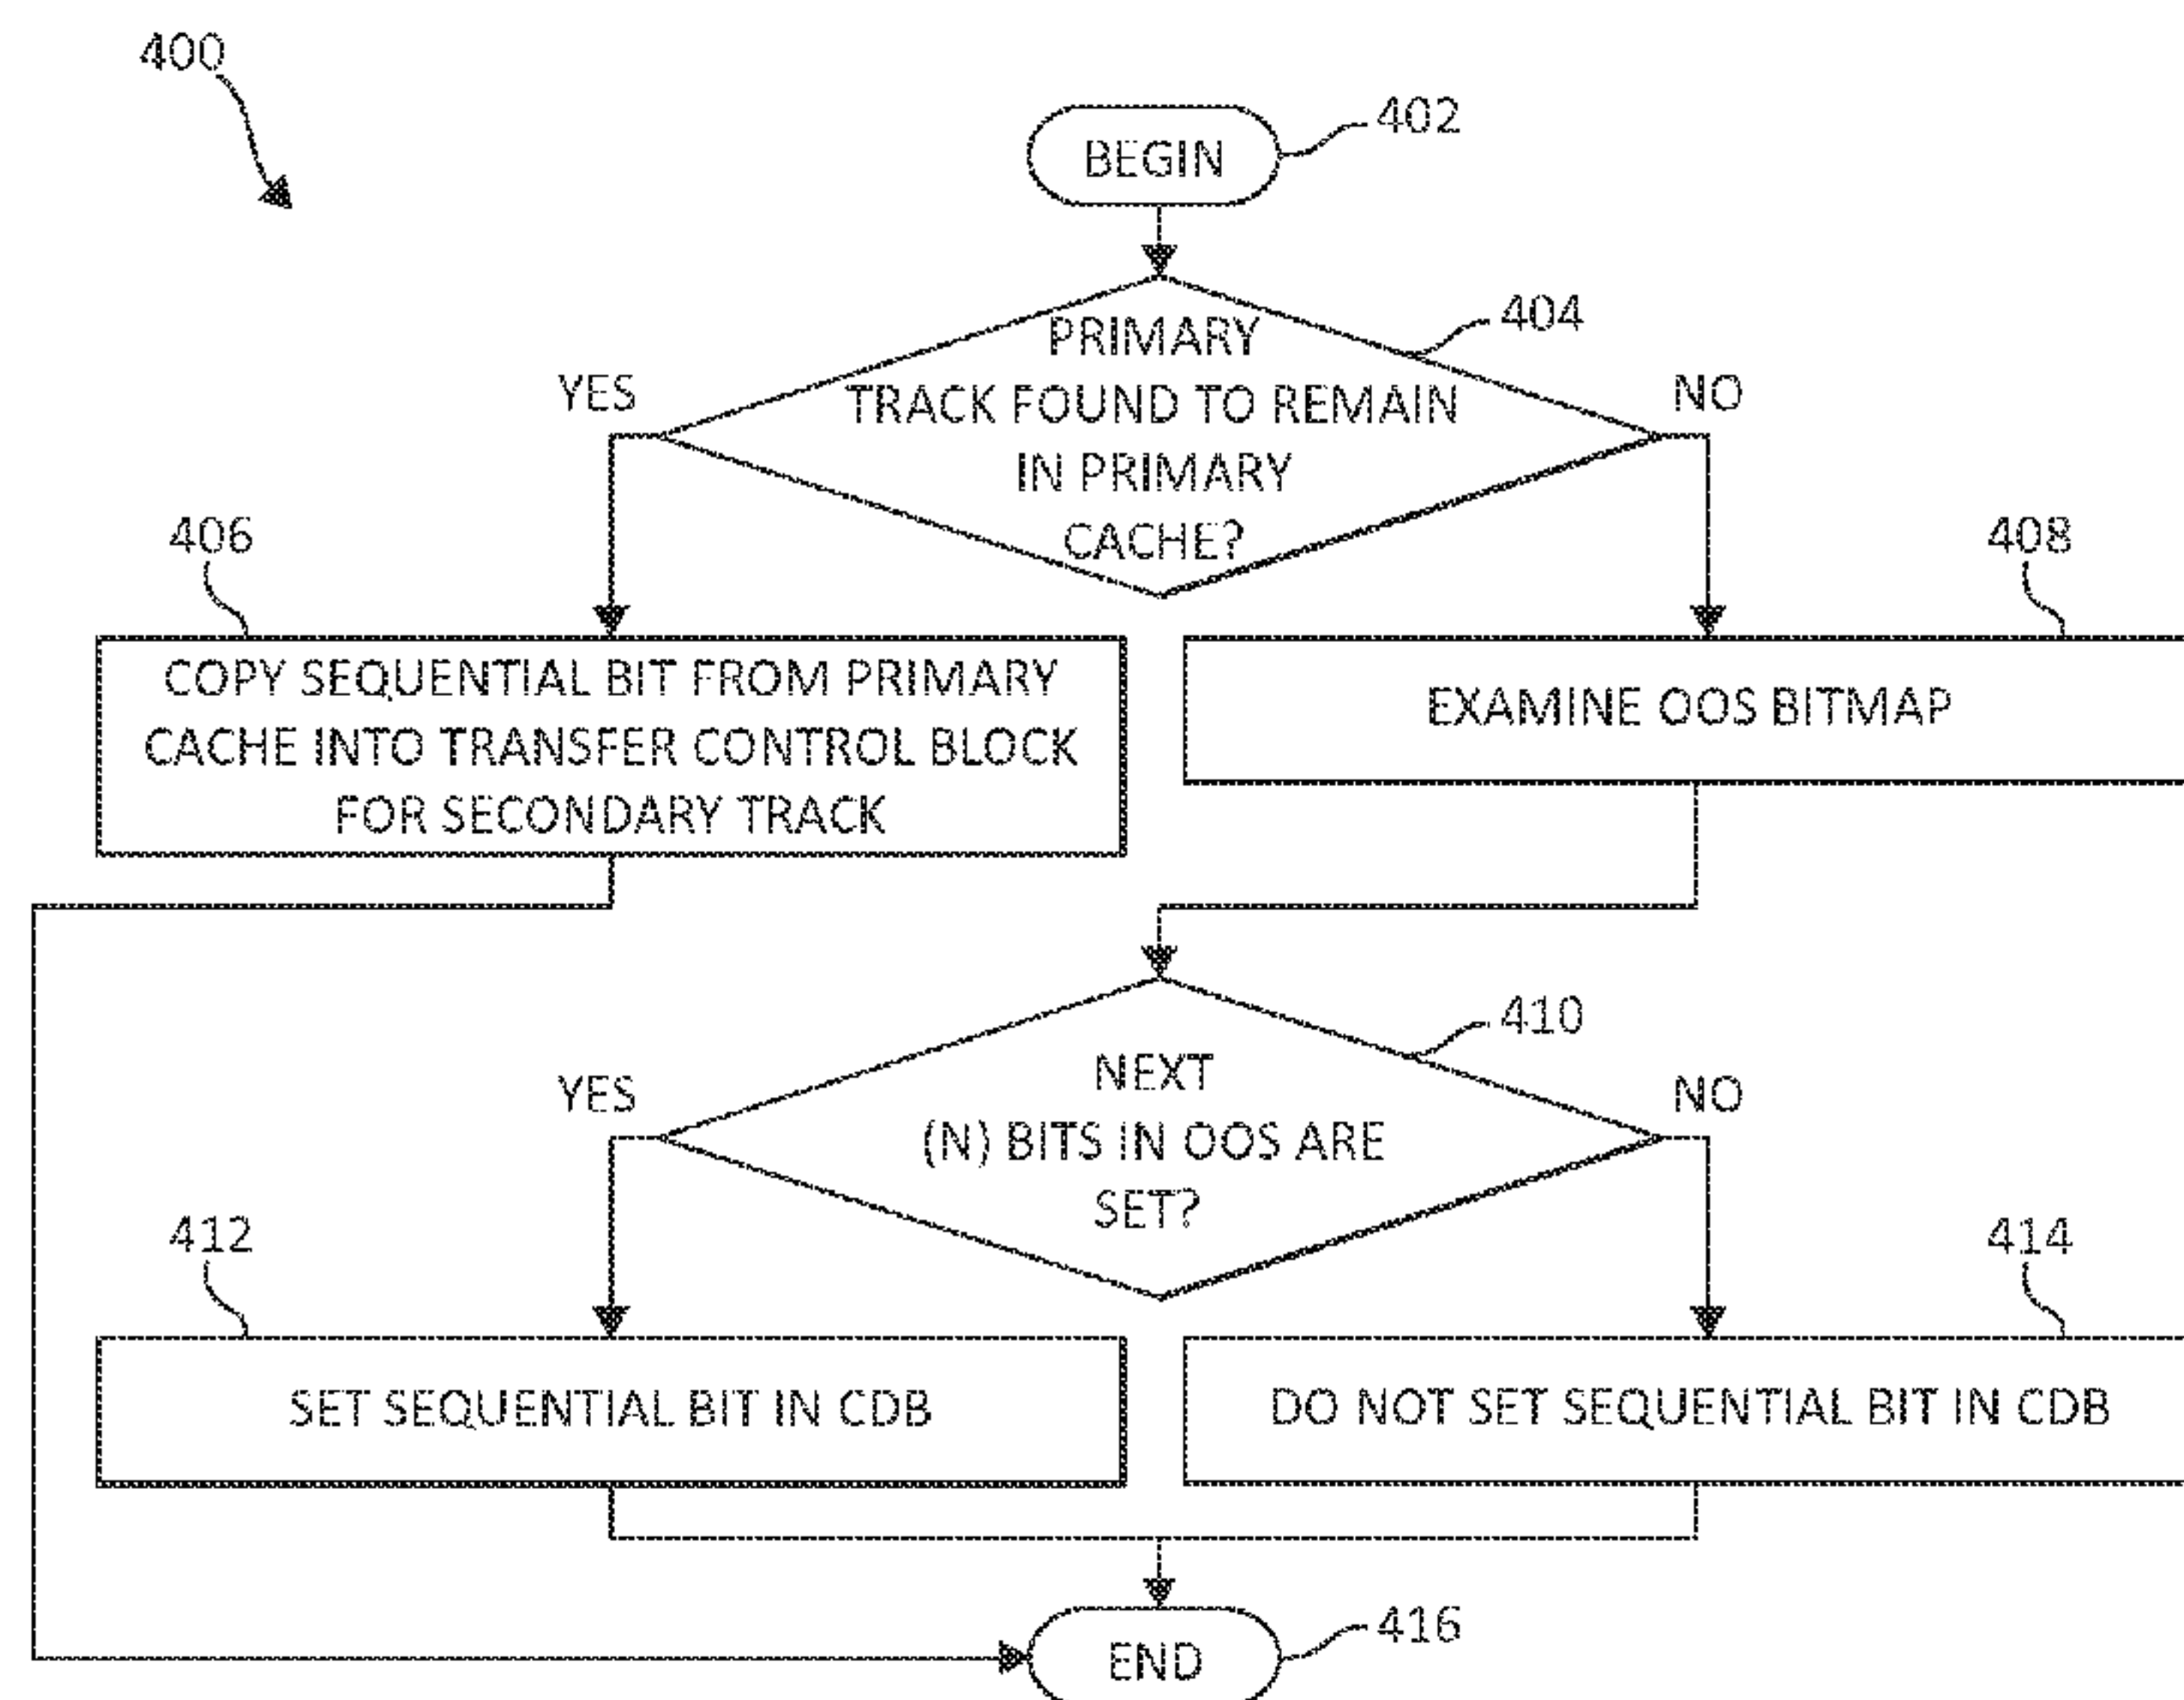 400
BEGIN
402
PRIMARY
TRACK FOUND TO REMAIN
IN PRIMARY
CACHE?
404
YES
NO
406
COPY SEQUENTIAL BIT FROM PRIMARY
CACHE INTO TRANSFER CONTROL BLOCK
FOR SECONDARY TRACK
408
EXAMINE OOS BITMAP
NEXT
(N) BITS IN OOS ARE
SET?
410
YES
NO
412
SET SEQUENTIAL BIT IN CDB
414
DO NOT SET SEQUENTIAL BIT IN CDB
END
416